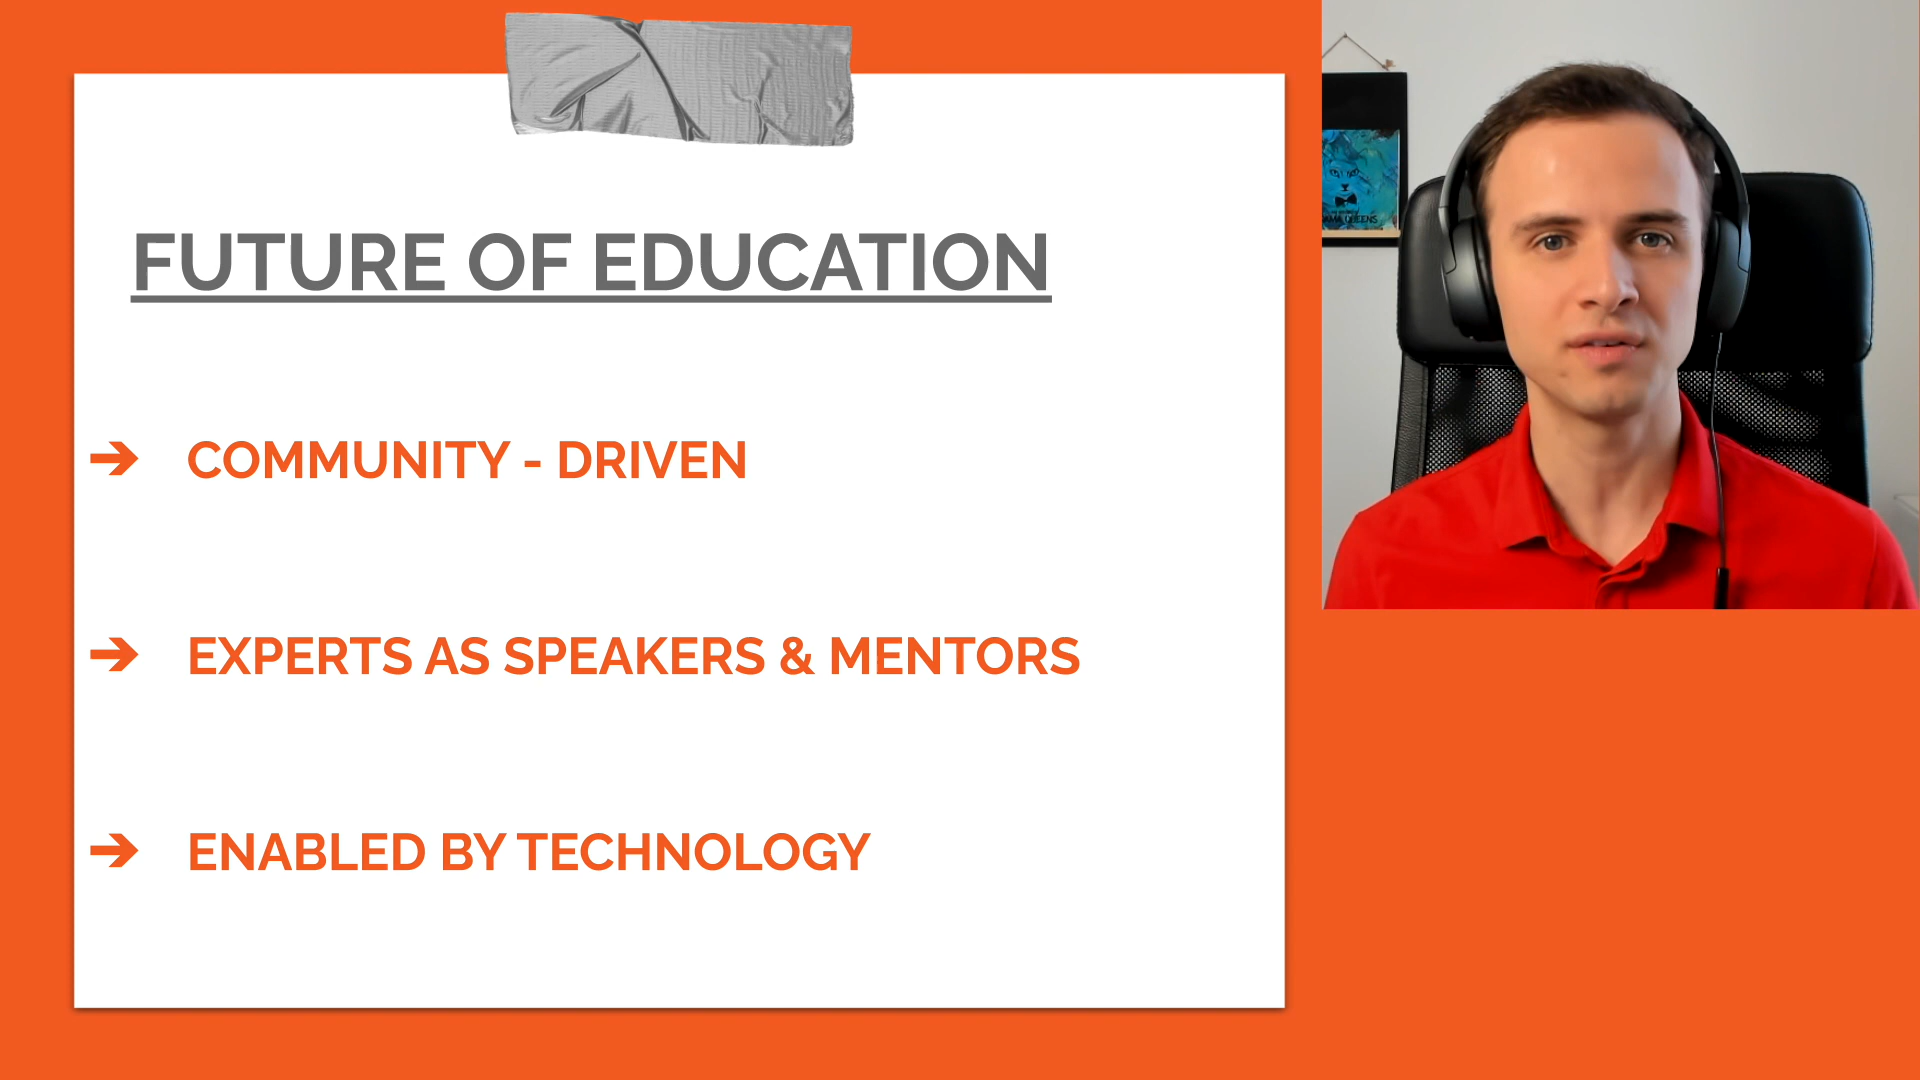 FUTURE OF EDUCATION
➔ COMMUNITY - DRIVEN
➔ EXPERTS AS SPEAKERS & MENTORS
➔ ENABLED BY TECHNOLOGY